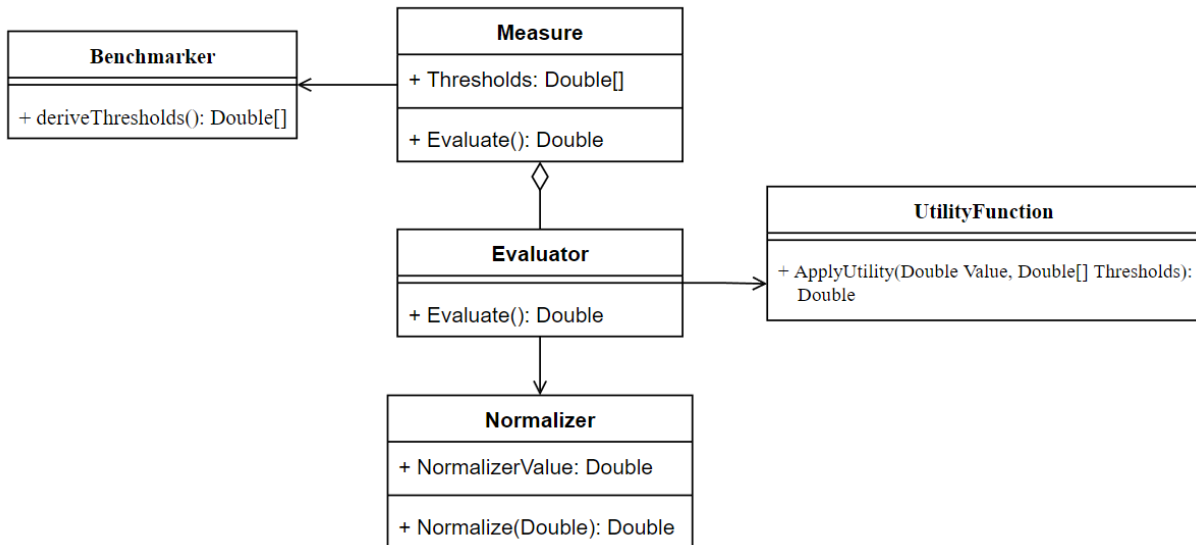 Measure
+ Thresholds: Double[]
+ Evaluate(): Double
Benchmarker
+ deriveThresholds(): Double[]
Evaluator
+ Evaluate(): Double
UtilityFunction
+ ApplyUtility(Double Value, Double[] Thresholds):
Double
Normalizer
+ NormalizerValue: Double
+ Normalize(Double): Double